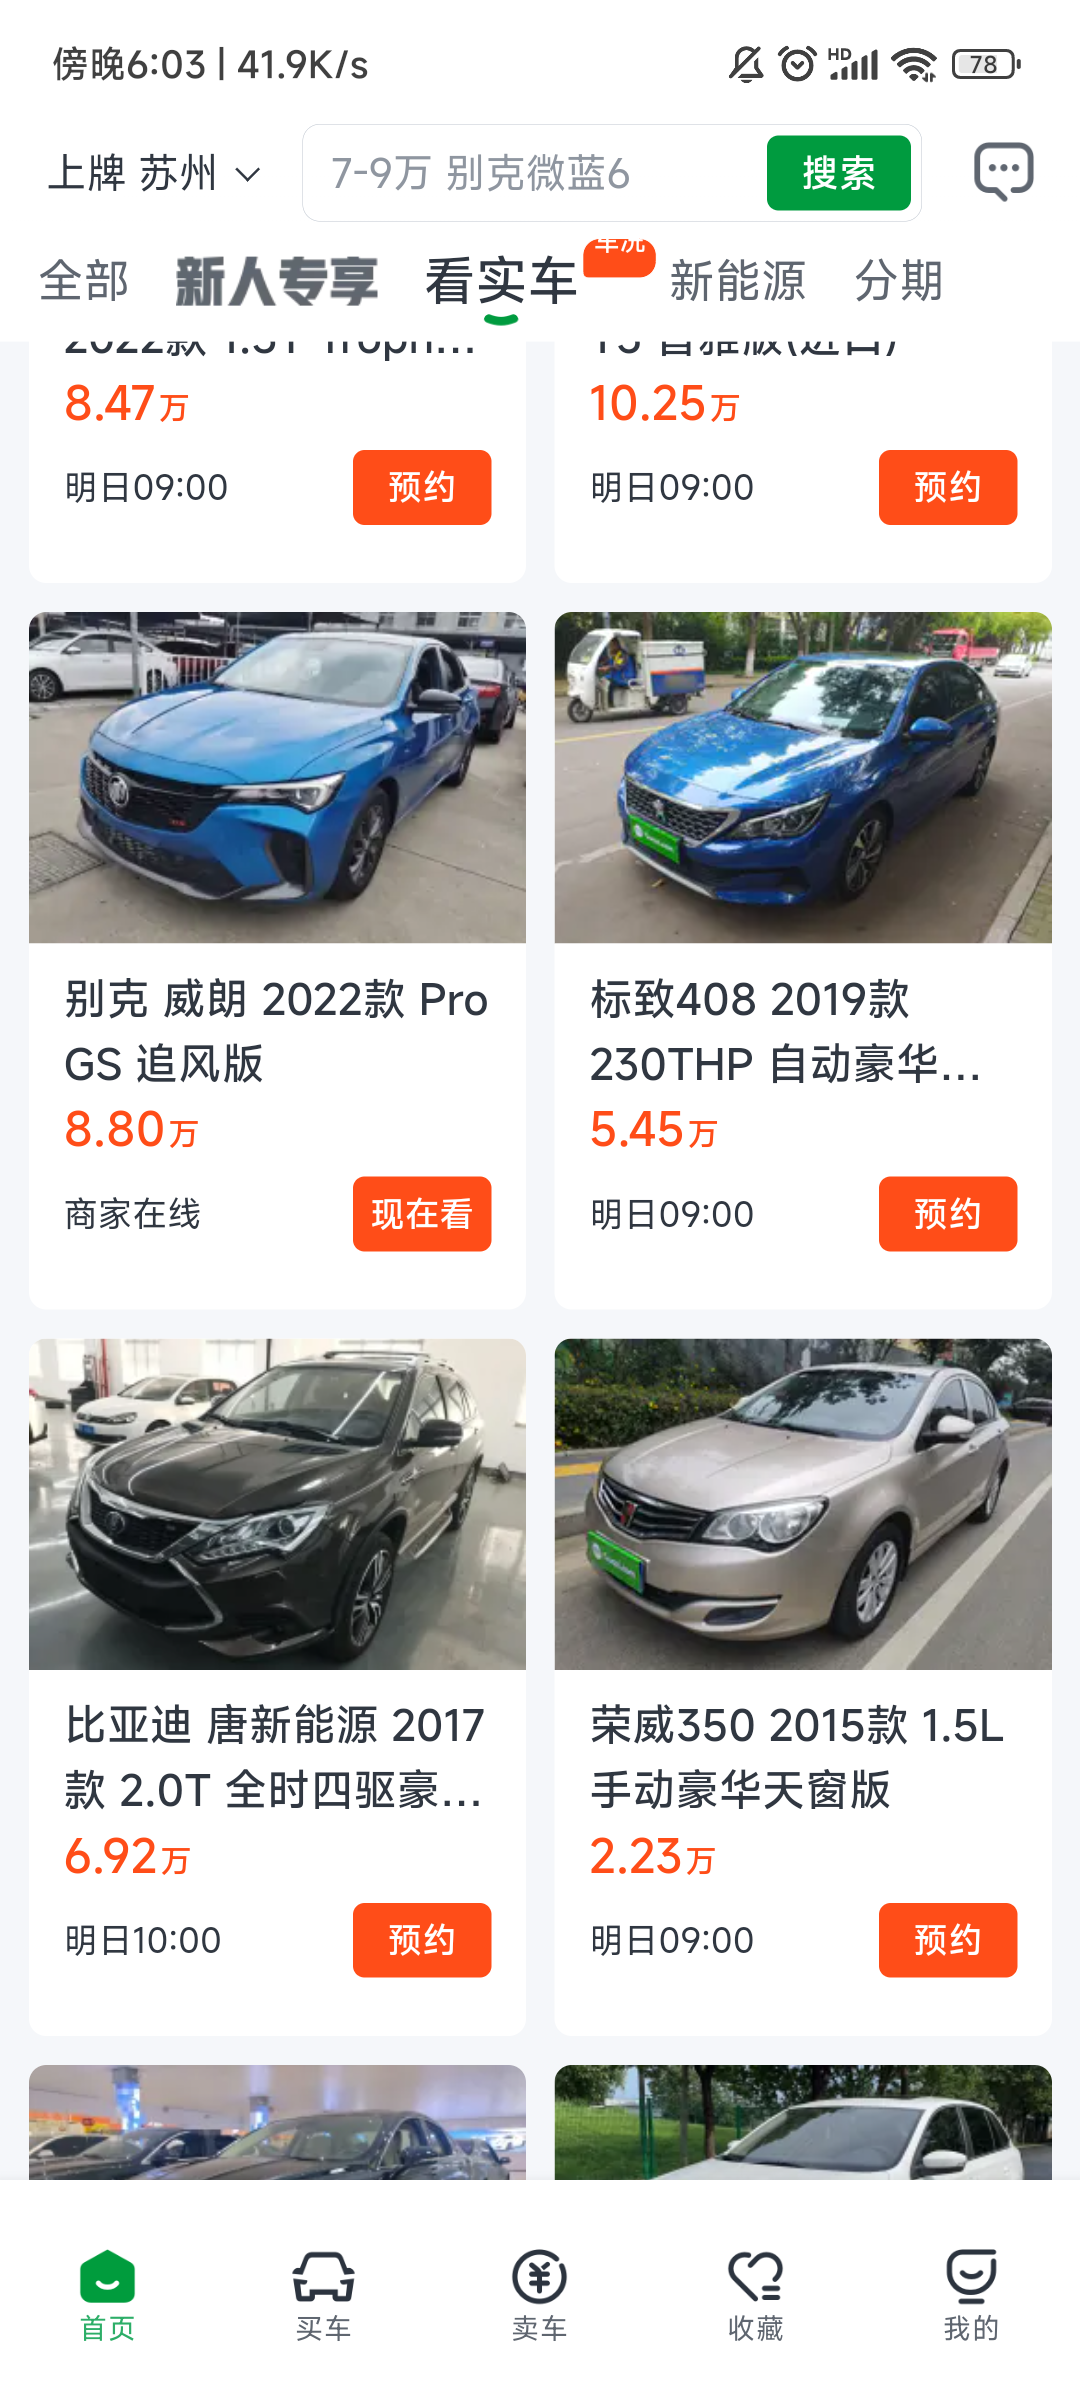 傍晚6:03 | 41.9K/s
HD
78
上牌 苏州
7-9万 别克微蓝6
搜索
全部
新人专享
看实车
车况
新能源
分期
8.47万
10.25万
明日09:00
预约
明日09:00
预约
别克 威朗 2022款 Pro
GS 追风版
8.80万
商家在线
现在看
标致408 2019款
230THP 自动豪华...
5.45万
明日09:00
预约
比亚迪 唐新能源 2017
款 2.0T 全时四驱豪...
6.92万
明日10:00
预约
荣威350 2015款 1.5L
手动豪华天窗版
2.23万
明日09:00
预约
首页
买车
卖车
收藏
我的